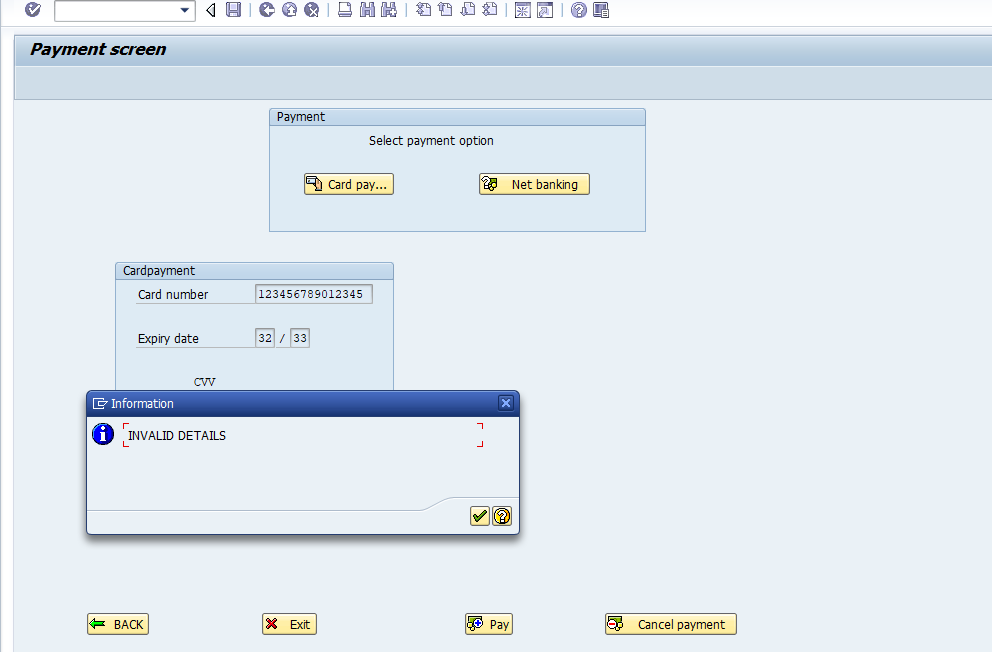 Payment screen
Payment
Select payment option
Card pay...
Net banking
Cardpayment
Card number 123456789012345
Expiry date 32 / 33
CVV
Information
INVALID DETAILS
BACK
Exit
Pay
Cancel payment